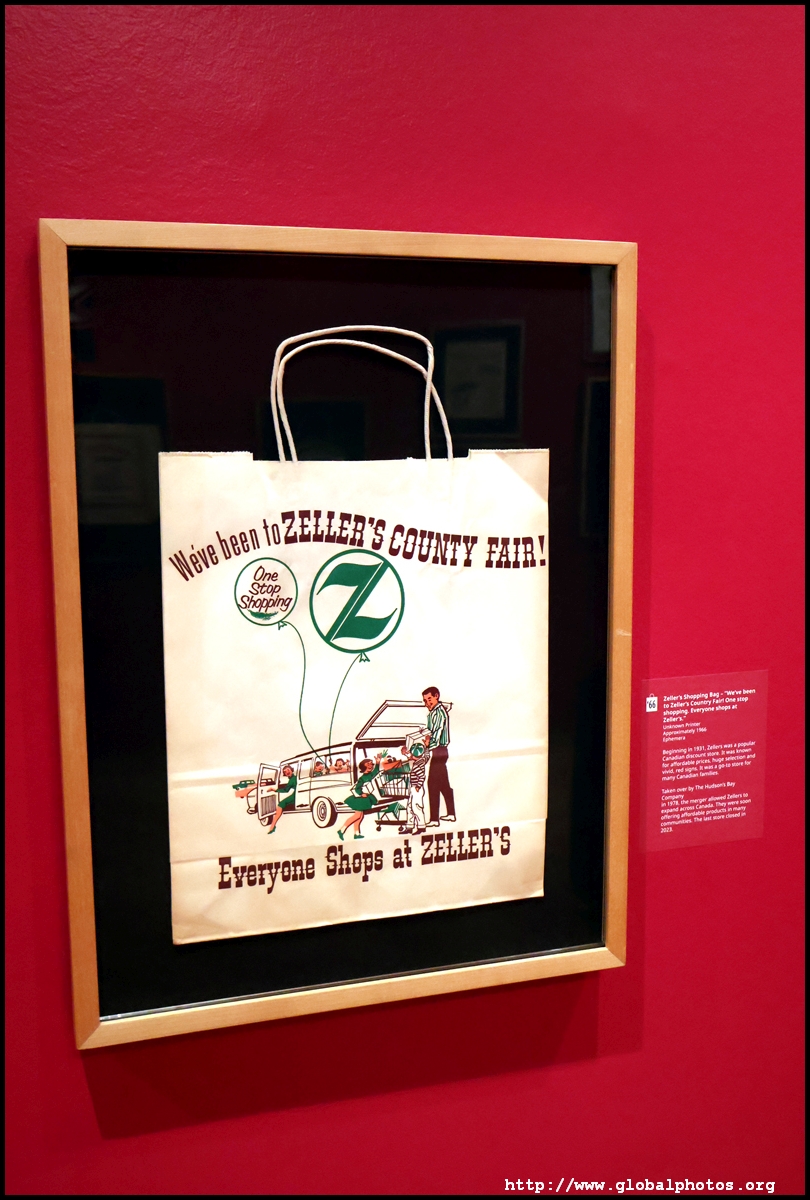 We've been to ZELLER'S COUNTY FAIR!
One
Stop
Shopping
Z
Everyone Shops at ZELLER'S
'66
Zeller's Shopping Bag – "We've been
to Zeller's Country Fair! One stop
shopping. Everyone shops at
Zeller's."
Unknown Printer
Approximately 1966
Ephemera
Beginning in 1931, Zellers was a popular
Canadian discount store. It was known
for affordable prices, huge selection and
vivid, red signs. It was a go-to store for
many Canadian families.
Taken over by The Hudson's Bay
Company
in 1978, the merger allowed Zellers to
expand across Canada. They were soon
offering affordable products in many
communities. The last store closed in
2023.
http://www.globalphotos.org